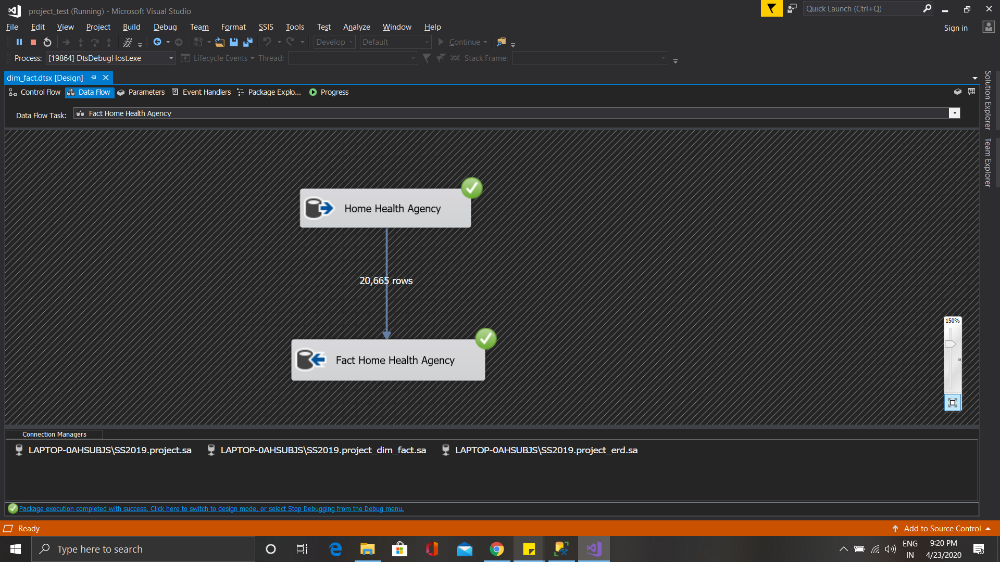 project_test (Running) - Microsoft Visual Studio
Quick Launch (Ctrl+Q)
File Edit View Project Build Debug Team Format SSIS Tools Test Analyze Window Help
Sign in
Develop Default Continue
Process: [19864] DtsDebugHost.exe Lifecycle Events Thread: Stack Frame:
dim_fact.dtsx [Design]
Control Flow Data Flow Parameters Event Handlers Package Explo... Progress
Data Flow Task: Fact Home Health Agency
Solution Explorer
Team Explorer
Home Health Agency
20,665 rows
Fact Home Health Agency
150%
Connection Managers
LAPTOP-0AHSUBJS\SS2019.project.sa LAPTOP-0AHSUBJS\SS2019.project_dim_fact.sa LAPTOP-0AHSUBJS\SS2019.project_erd.sa
Package execution completed with success. Click here to switch to design mode, or select Stop Debugging from the Debug menu.
Ready
Add to Source Control
Type here to search
ENG
IN
9:20 PM
4/23/2020